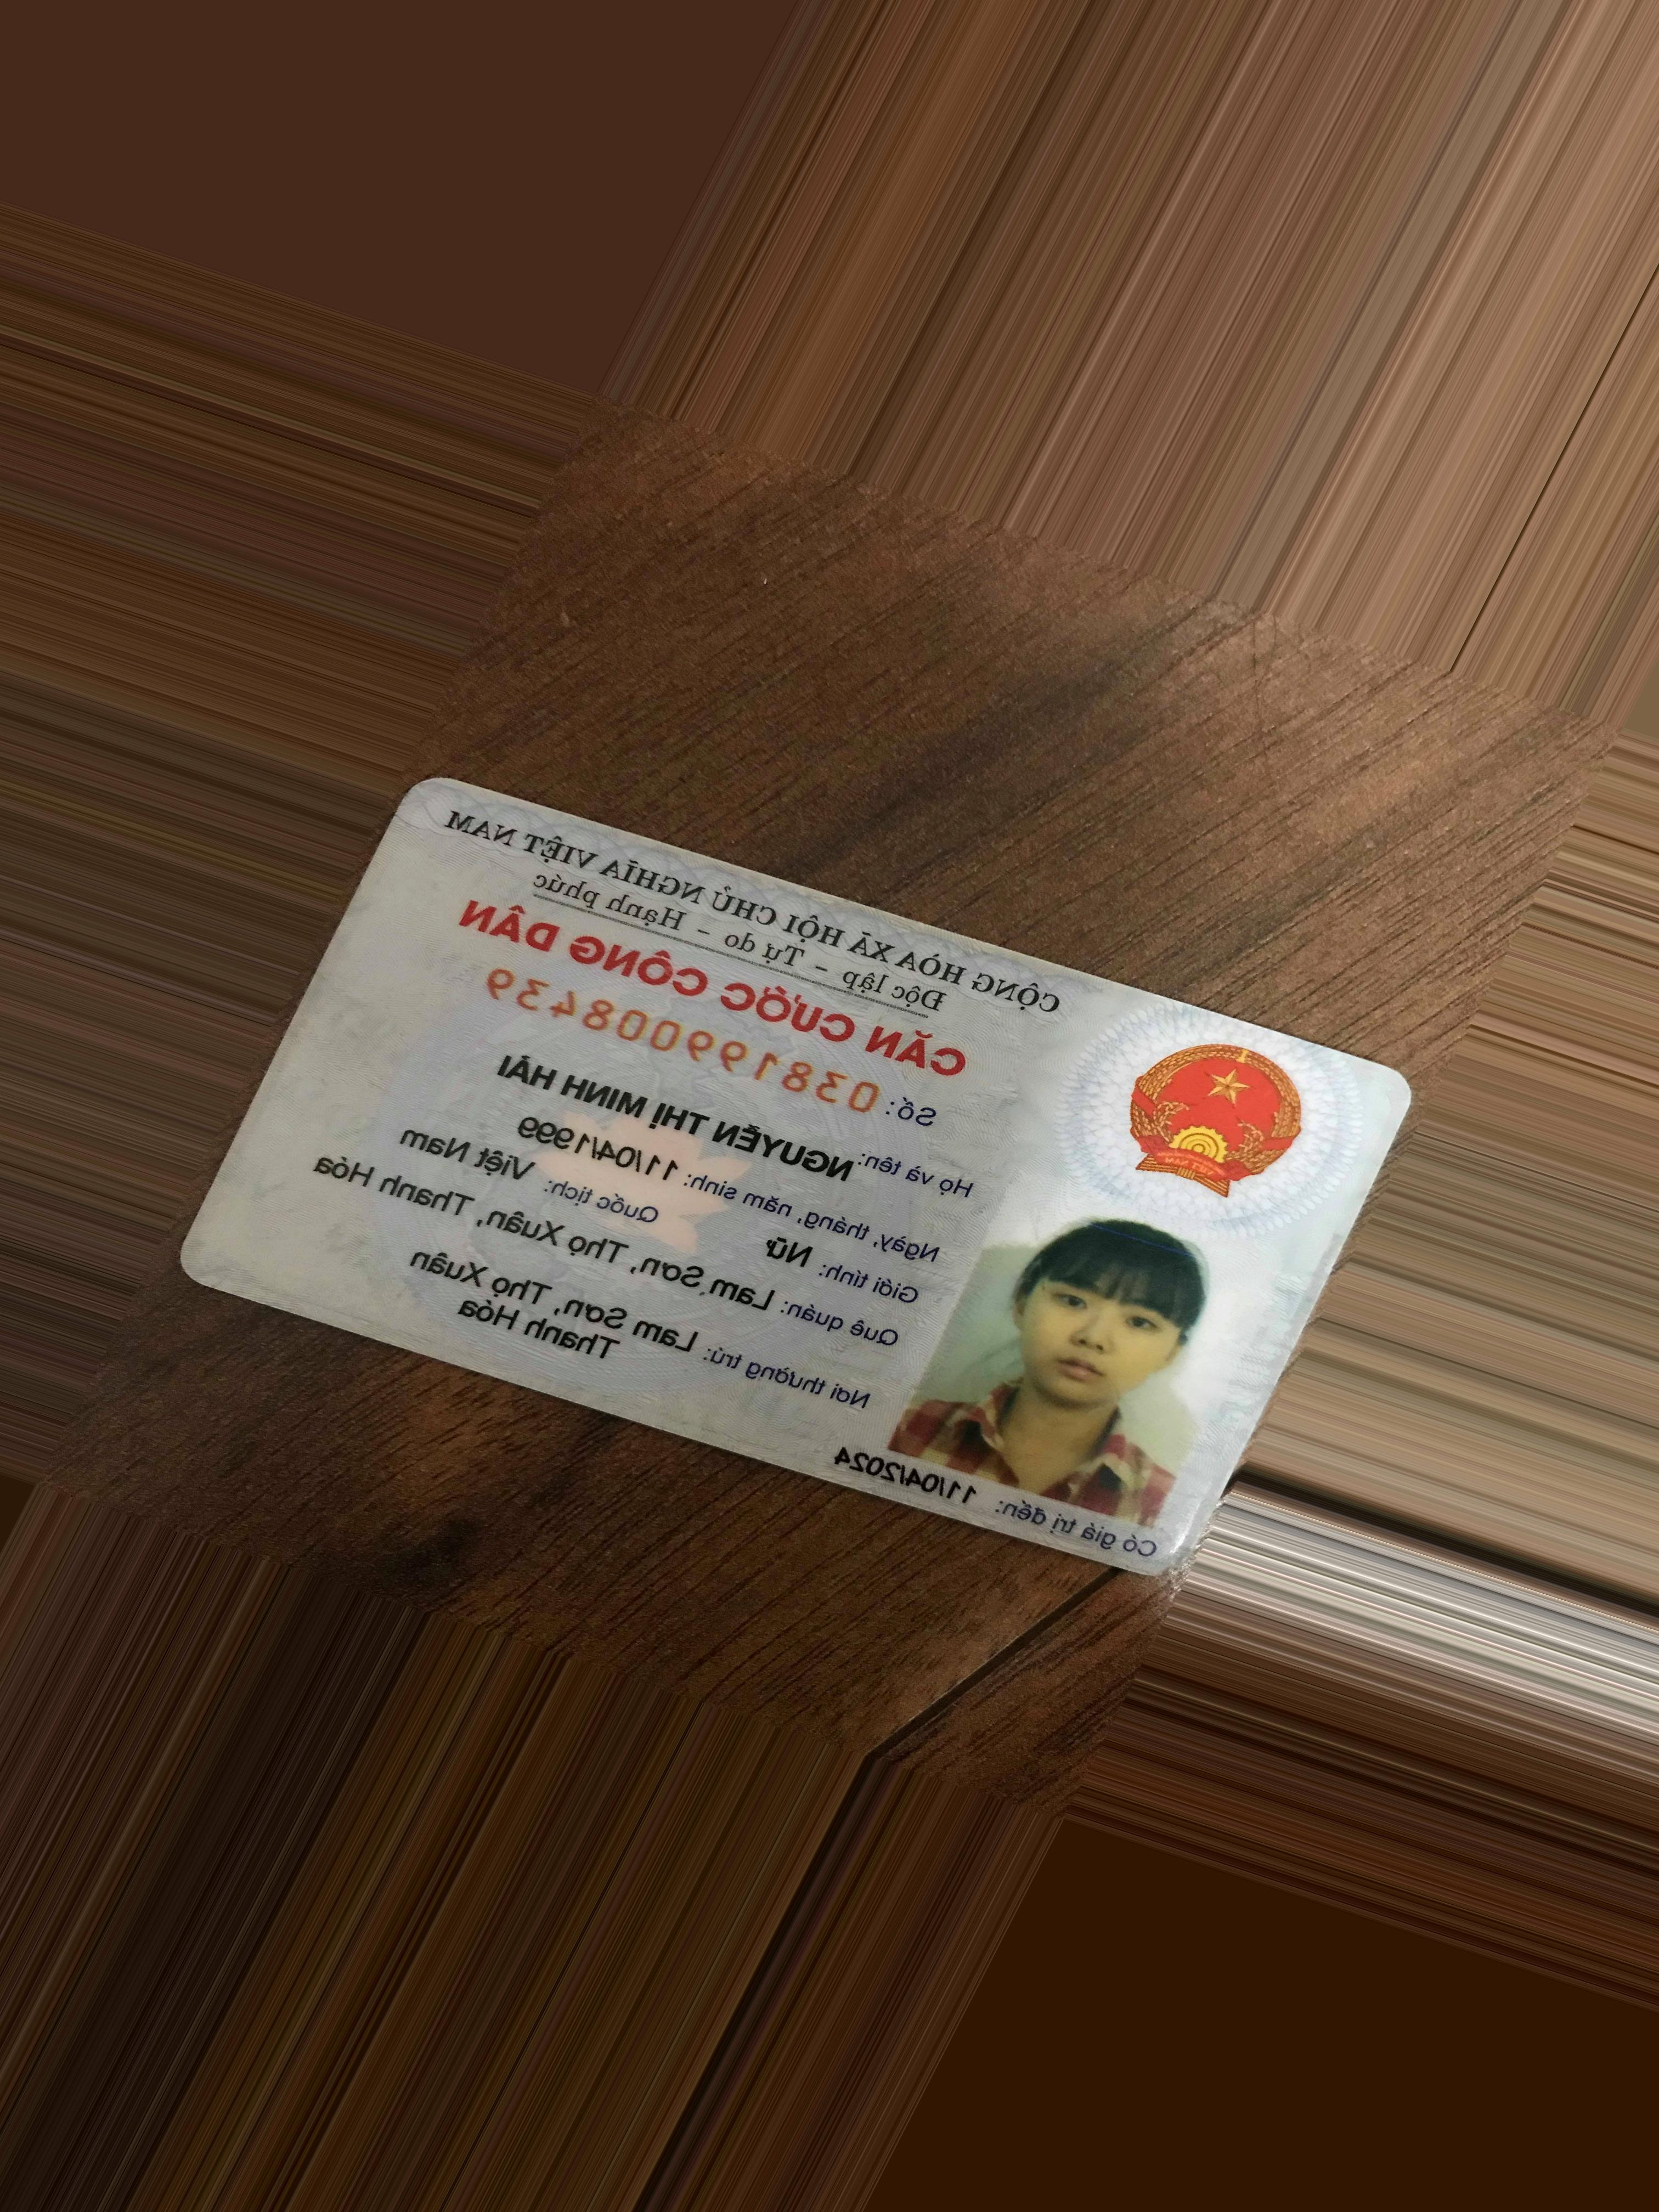 CỘNG HÒA XÃ HỘI CHỦ NGHĨA VIỆT NAM
Độc lập - Tự do - Hạnh phúc
CĂN CƯỚC CÔNG DÂN
Số: 038199008439
Họ và tên: NGUYỄN THỊ MINH HẢI
Ngày, tháng, năm sinh: 11/04/1999
Giới tính: Nữ Quốc tịch: Việt Nam
Quê quán: Lam Sơn, Thọ Xuân, Thanh Hóa
Nơi thường trú: Lam Sơn, Thọ Xuân
Thanh Hóa
Có giá trị đến: 11/04/2024